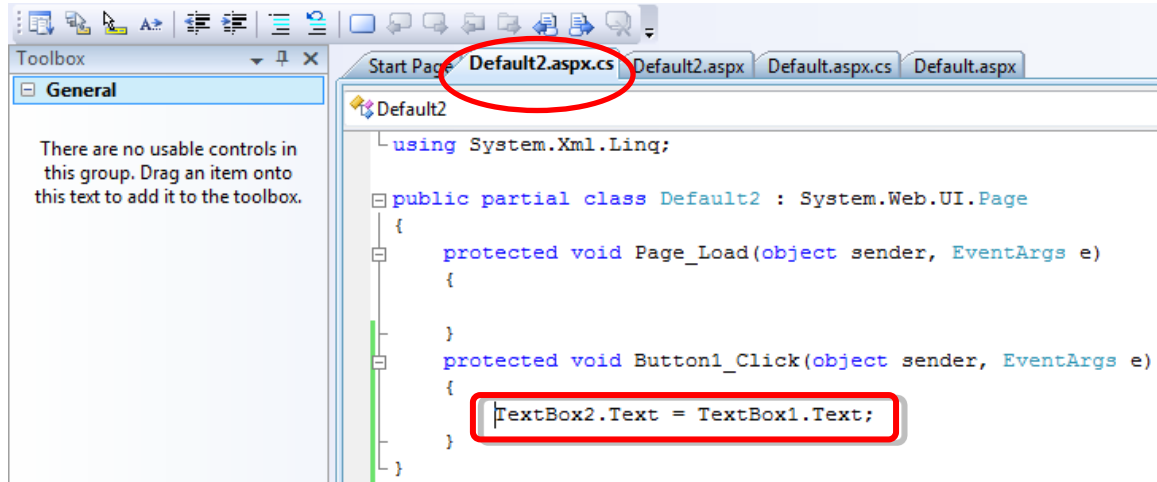 Toolbox
General
There are no usable controls in
this group. Drag an item onto
this text to add it to the toolbox.
Start Page Default2.aspx.cs Default2.aspx Default.aspx.cs Default.aspx
Default2
using System.Xml.Linq;
public partial class Default2 : System.Web.UI.Page
{
protected void Page_Load(object sender, EventArgs e)
{
}
protected void Button1_Click(object sender, EventArgs e)
{
TextBox2.Text = TextBox1.Text;
}
}